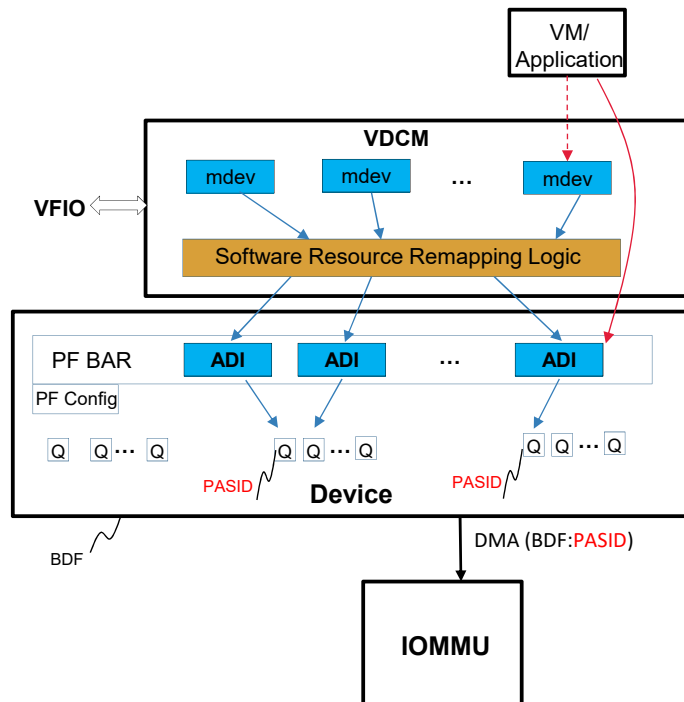 VM/
Application
VDCM
mdev
mdev
...
mdev
VFIO
Software Resource Remapping Logic
PF BAR
ADI
ADI
...
ADI
PF Config
Q
Q
...
Q
Q
Q
...
Q
Q
Q
...
Q
PASID
PASID
Device
BDF
DMA (BDF:PASID)
IOMMU